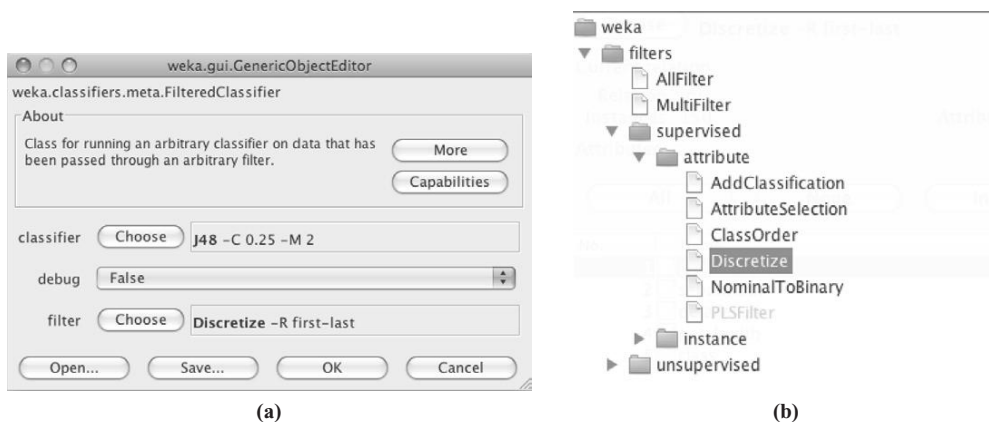 weka.gui.GenericObjectEditor
weka.classifiers.meta.FilteredClassifier
About
Class for running an arbitrary classifier on data that has
been passed through an arbitrary filter.
More
Capabilities
classifier Choose J48 -C 0.25 -M 2
debug False
filter Choose Discretize -R first-last
Open... Save... OK Cancel
(a)
weka
Discretize -R first-last
filters
AllFilter
MultiFilter
supervised
attribute
AddClassification
AttributeSelection
ClassOrder
Discretize
NominalToBinary
PLSFilter
instance
unsupervised
(b)